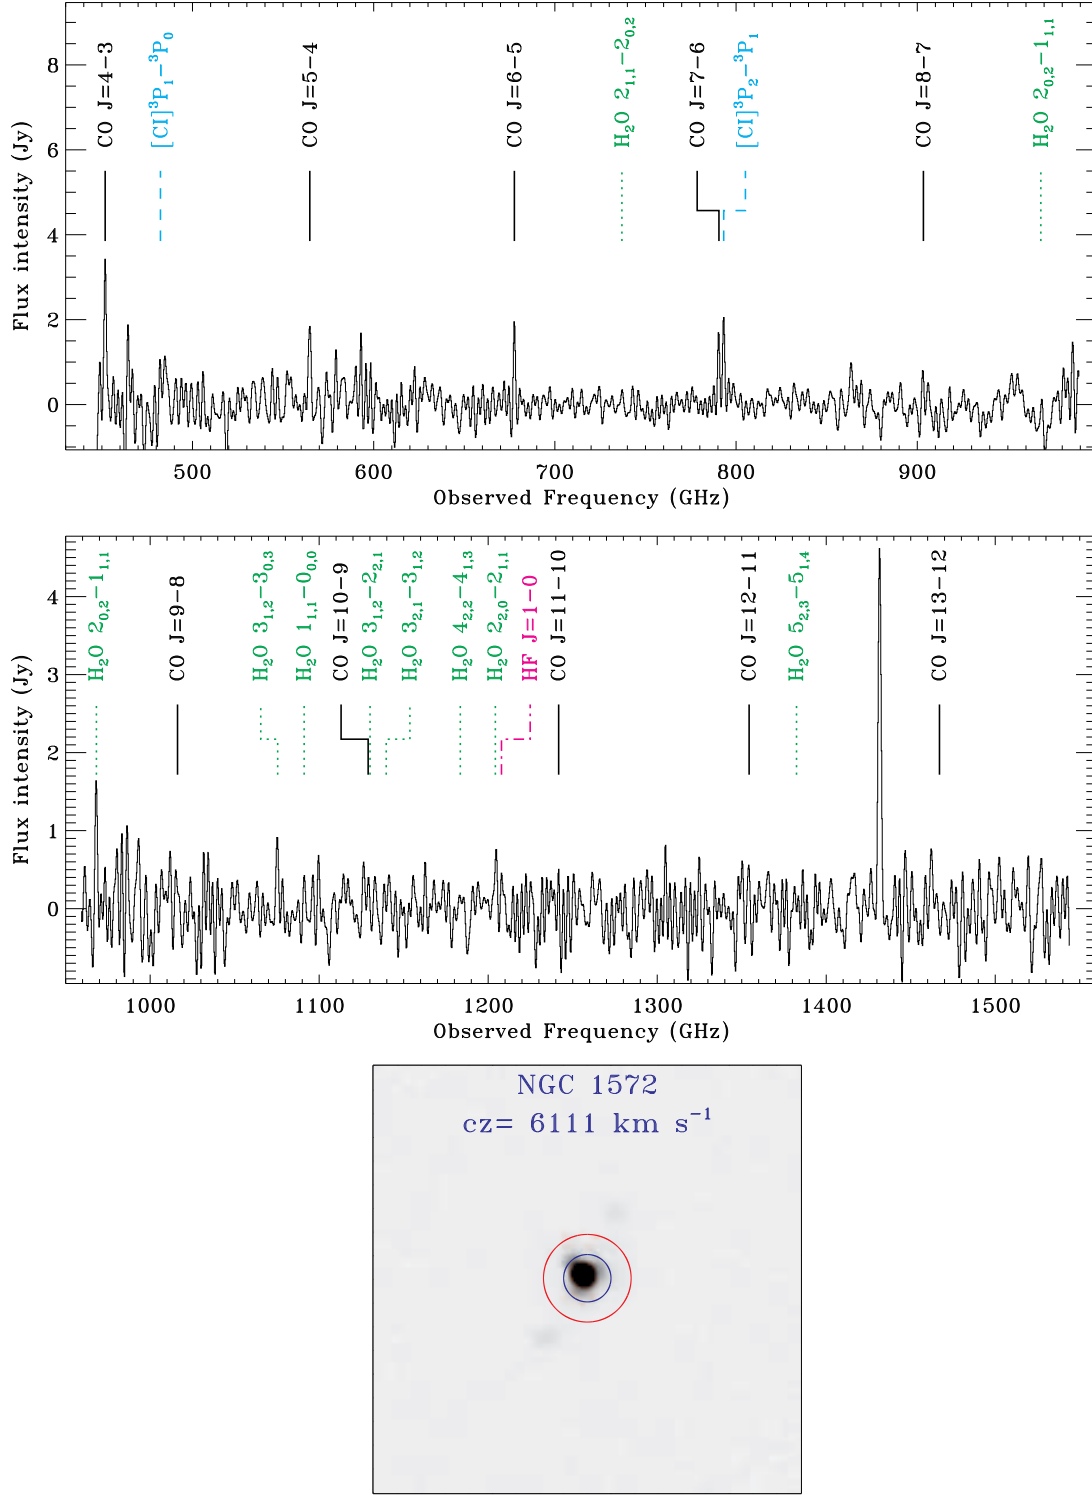 CO J=4−3
[CI]³P₁−³P₀
CO J=5−4
CO J=6−5
H₂O 2₁,₁−2₀,₂
CO J=7−6
[CI]³P₂−³P₁
CO J=8−7
H₂O 2₀,₂−1₁,₁
Flux intensity (Jy)
8
6
4
2
0
500 600 700 800 900
Observed Frequency (GHz)
H₂O 2₀,₂−1₁,₁
CO J=9−8
H₂O 3₁,₂−3₀,₃
H₂O 1₁,₁−0₀,₀
CO J=10−9
H₂O 3₁,₂−2₂,₁
H₂O 3₂,₁−3₁,₂
H₂O 4₂,₂−4₁,₃
H₂O 2₂,₀−2₁,₁
HF J=1−0
CO J=11−10
CO J=12−11
H₂O 5₂,₃−5₁,₄
CO J=13−12
Flux intensity (Jy)
4
3
2
1
0
1000 1100 1200 1300 1400 1500
Observed Frequency (GHz)
NGC 1572
cz= 6111 km s⁻¹